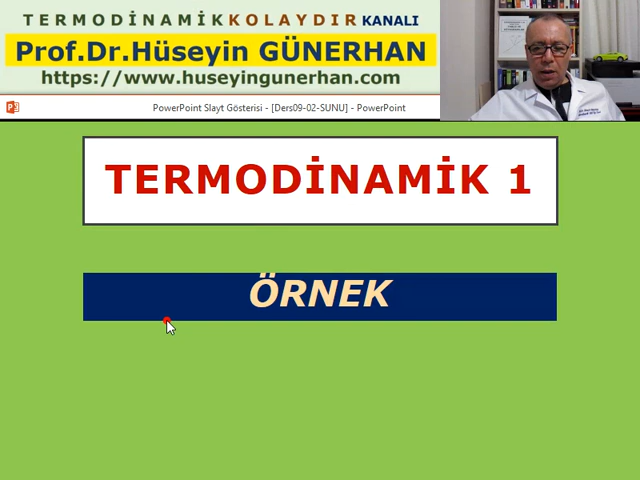 TERMODİNAMİKKOLAYDIR KANALI
Prof.Dr.Hüseyin GÜNERHAN
https://www.huseyingunerhan.com
PowerPoint Slayt Gösterisi - [Ders09-02-SUNU] - PowerPoint
TERMODİNAMİK 1
ÖRNEK